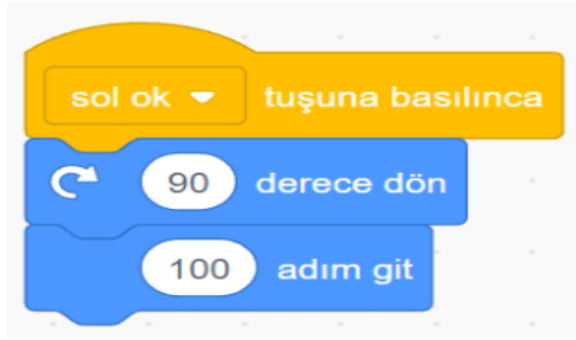 sol ok tuşuna basılınca
90 derece dön
100 adım git